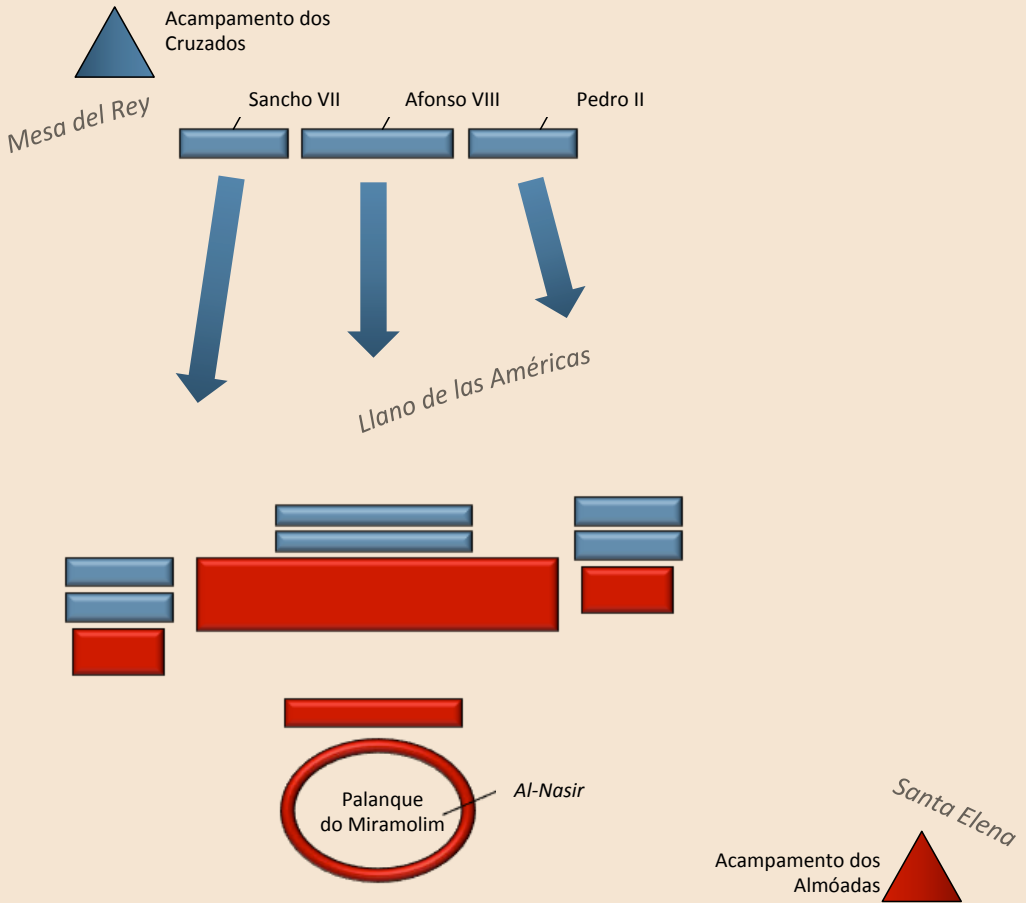 Acampamento dos
Cruzados
Mesa del Rey
Sancho VII
Afonso VIII
Pedro II
Llano de las Américas
Palanque
do Miramolim
Al-Nasir
Santa Elena
Acampamento dos
Almóadas